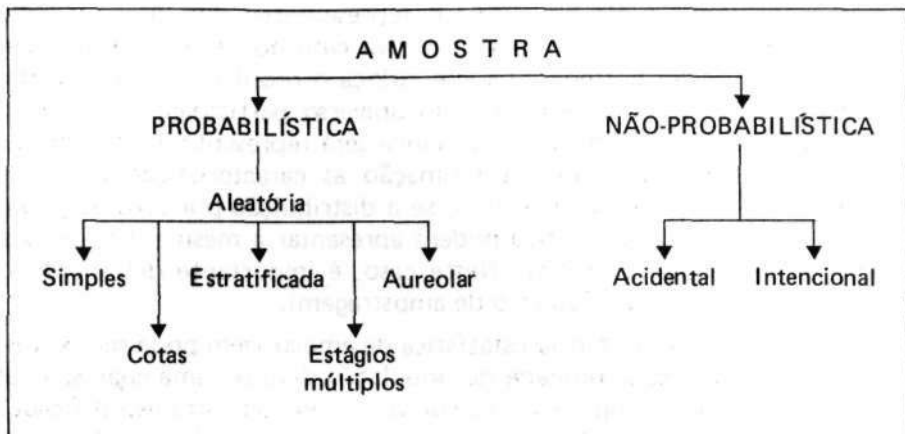 A M O S T R A
PROBABILÍSTICA NÃO-PROBABILÍSTICA
Aleatória
Simples Estratificada Aureolar Acidental Intencional
Cotas Estágios
múltiplos